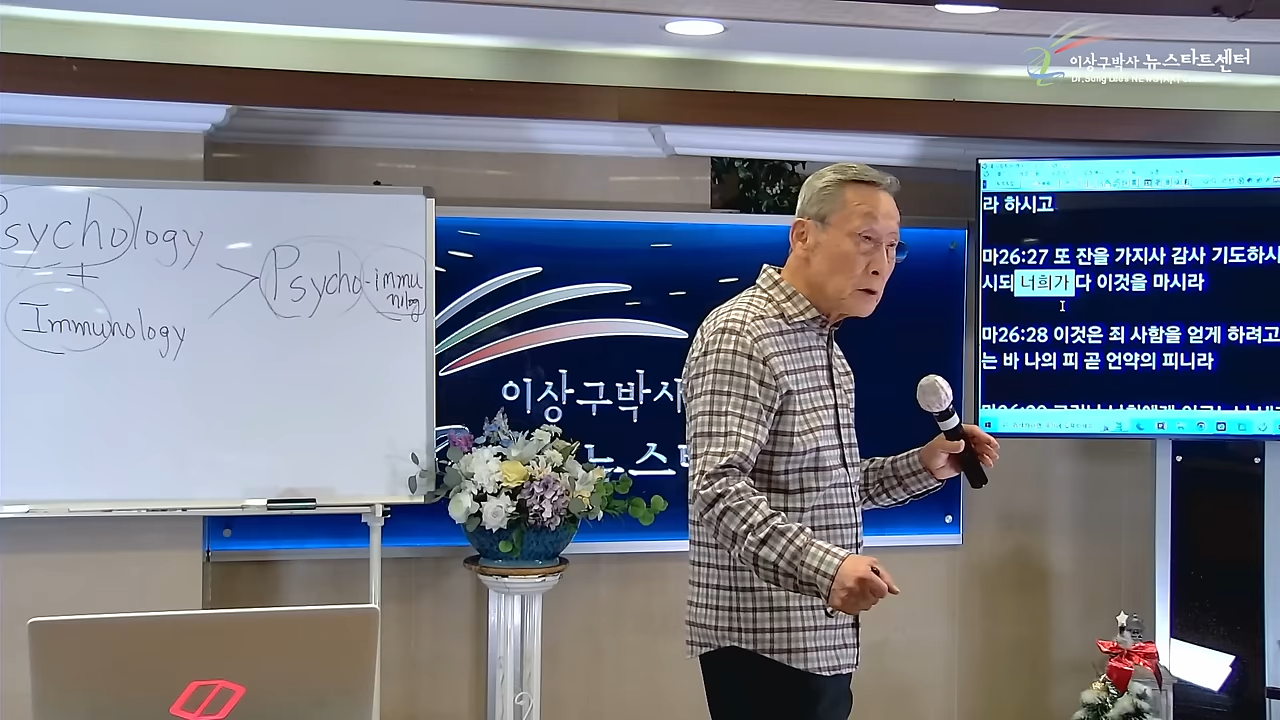 이상구박사 뉴스타트센터
Psychology
+
Immunology
Psycho-immu
이상구박사
뉴스타
라 하시고
마26:27 또 잔을 가지사 감사 기도하시
시되 너희가 다 이것을 마시라
마26:28 이것은 죄 사함을 얻게 하려고
는 바 나의 피 곧 언약의 피니라